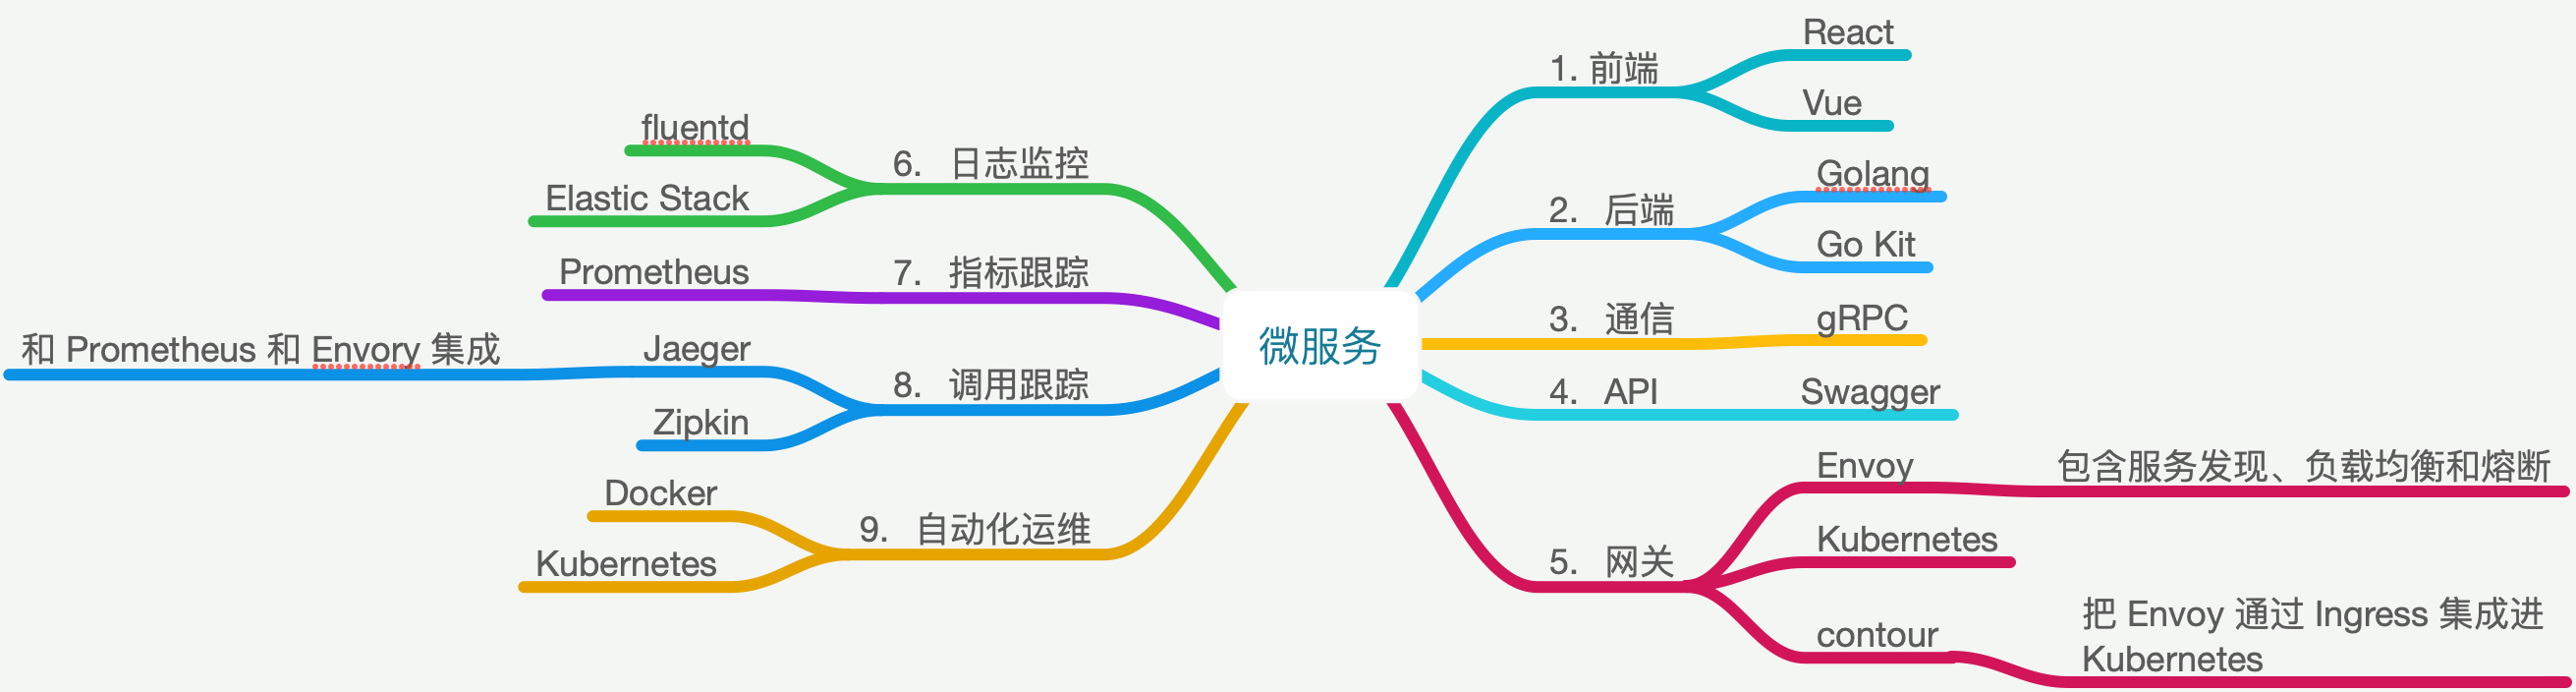 微服务
1. 前端
React
Vue
2. 后端
Golang
Go Kit
3. 通信
gRPC
4. API
Swagger
5. 网关
Envoy
包含服务发现、负载均衡和熔断
Kubernetes
contour
把 Envoy 通过 Ingress 集成进
Kubernetes
6. 日志监控
fluentd
Elastic Stack
7. 指标跟踪
Prometheus
8. 调用跟踪
Jaeger
和 Prometheus 和 Envory 集成
Zipkin
9. 自动化运维
Docker
Kubernetes